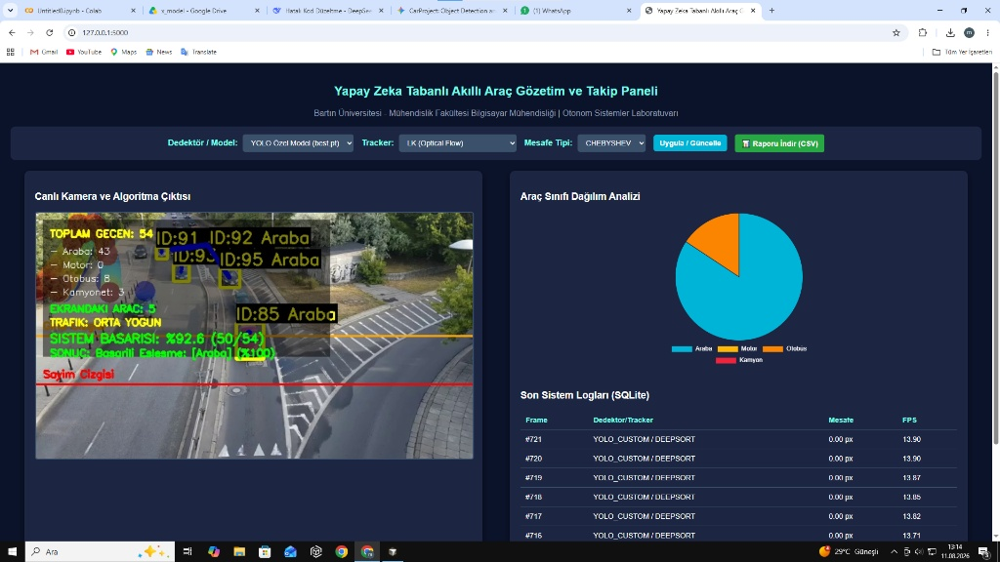 Untitled0.ipynb - Colab
x_model - Google Drive
Hatalı Kod Düzeltme - DeepSee
CarProject: Object Detection an
(1) WhatsApp
Yapay Zeka Tabanlı Akıllı Araç G
127.0.0.1:5000
Gmail
YouTube
Maps
News
Translate
Tüm Yer İşaretleri
Yapay Zeka Tabanlı Akıllı Araç Gözetim ve Takip Paneli
Bartın Üniversitesi - Mühendislik Fakültesi Bilgisayar Mühendisliği | Otonom Sistemler Laboratuvarı
Dedektör / Model: YOLO Özel Model (best.pt) Tracker: LK (Optical Flow) Mesafe Tipi: CHEBYSHEV Uygula / Güncelle Raporu İndir (CSV)
Canlı Kamera ve Algoritma Çıktısı
TOPLAM GECEN: 54
- Araba: 43
- Motor: 0
- Otobus: 8
- Kamyonet: 3
EKRANDAKI ARAC: 5
TRAFIK: ORTA YOGUN
SISTEM BASARISI: %92.6 (50/54)
SONUC: Basarili Eslesme: [Araba] (%100)
Sayim Cizgisi
ID:91
ID:92 Araba
ID:93
ID:95 Araba
ID:85 Araba
Araç Sınıfı Dağılım Analizi
Araba Motor Otobüs
Kamyon
Son Sistem Logları (SQLite)
Frame Dedektor/Tracker Mesafe FPS
#721 YOLO_CUSTOM / DEEPSORT 0.00 px 13.90
#720 YOLO_CUSTOM / DEEPSORT 0.00 px 13.90
#719 YOLO_CUSTOM / DEEPSORT 0.00 px 13.87
#718 YOLO_CUSTOM / DEEPSORT 0.00 px 13.85
#717 YOLO_CUSTOM / DEEPSORT 0.00 px 13.82
#716 YOLO_CUSTOM / DEEPSORT 0.00 px 13.71
Ara
29°C Güneşli
13:14
11.08.2026